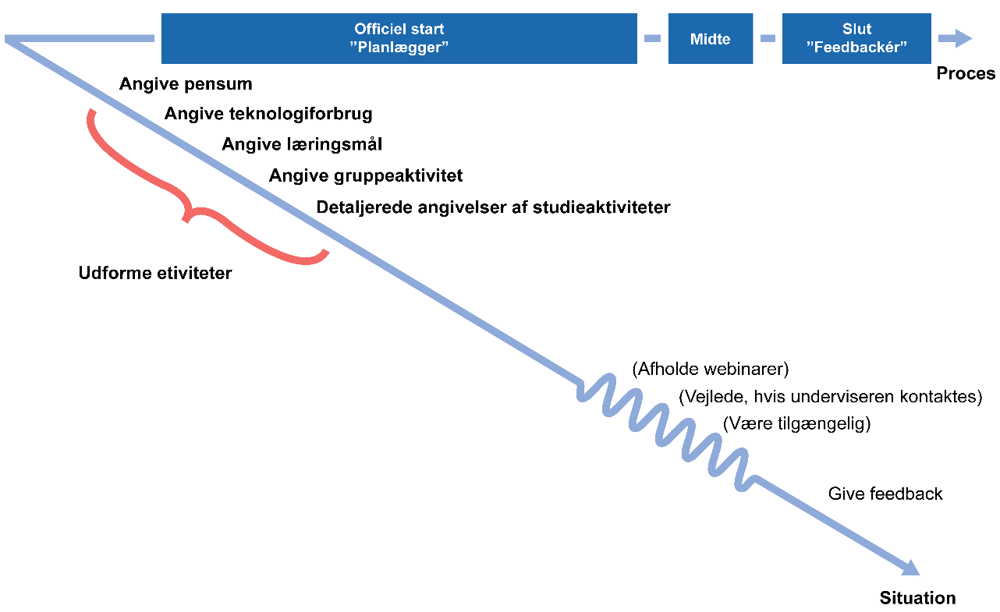 Officiel start
”Planlægger”
Midte
Slut
”Feedbackér”
Proces
Angive pensum
Angive teknologiforbrug
Angive læringsmål
Angive gruppeaktivitet
Detaljerede angivelser af studieaktiviteter
Udforme etiviteter
(Afholde webinarer)
(Vejlede, hvis underviseren kontaktes)
(Være tilgængelig)
Give feedback
Situation